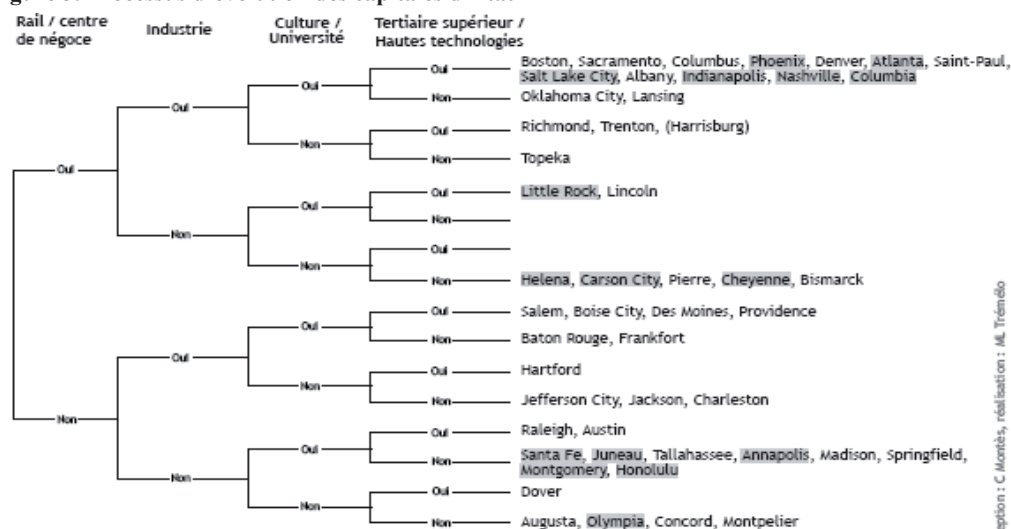 Rail / centre
de négoce
Industrie
Culture /
Université
Tertiaire supérieur /
Hautes technologies
Oui
Boston, Sacramento, Columbus, Phoenix, Denver, Atlanta, Saint-Paul,
Salt Lake City, Albany, Indianapolis, Nashville, Columbia
Oui
Non
Oklahoma City, Lansing
Oui
Oui
Richmond, Trenton, (Harrisburg)
Non
Non
Topeka
Oui
Oui
Little Rock, Lincoln
Oui
Non
Non
Oui
Non
Non
Helena, Carson City, Pierre, Cheyenne, Bismarck
Oui
Salem, Boise City, Des Moines, Providence
Oui
Non
Baton Rouge, Frankfort
Oui
Oui
Hartford
Non
Non
Jefferson City, Jackson, Charleston
Non
Oui
Raleigh, Austin
Oui
Non
Santa Fe, Juneau, Tallahassee, Annapolis, Madison, Springfield,
Montgomery, Honolulu
Non
Oui
Dover
Non
Non
Augusta, Olympia, Concord, Montpelier
: C Montès, réalisation : ML Trémélo